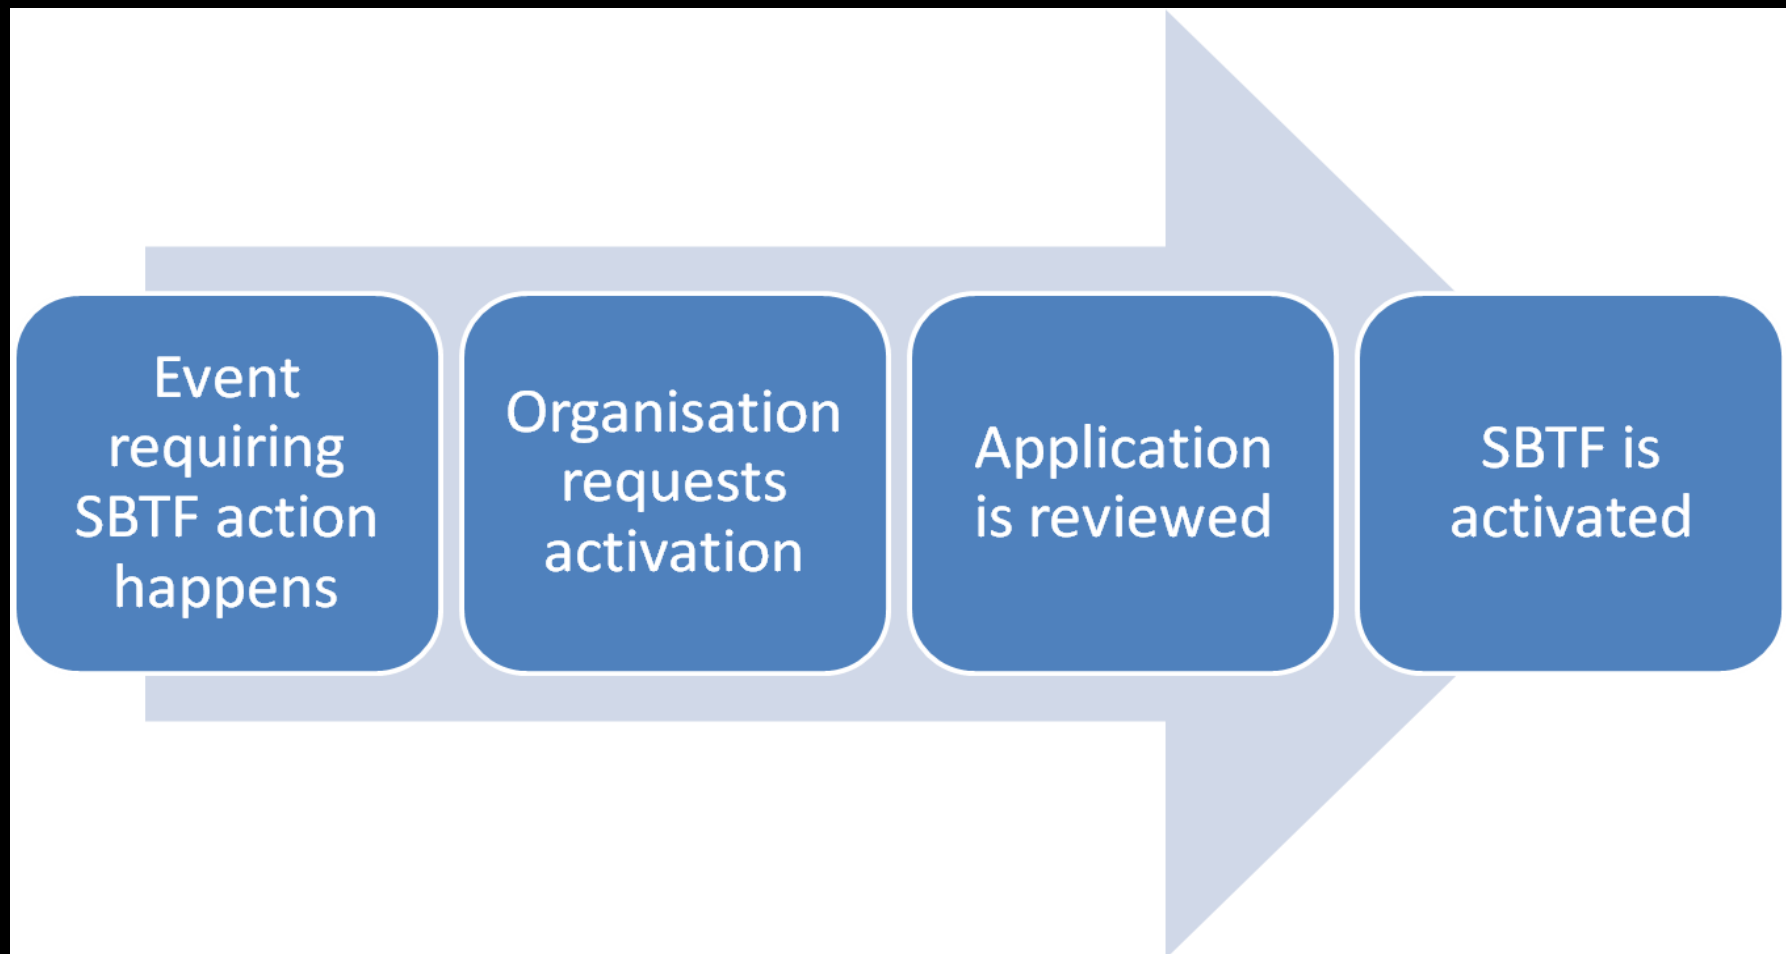 Event
requiring
SBTF action
happens
Organisation
requests
activation
Application
is reviewed
SBTF is
activated